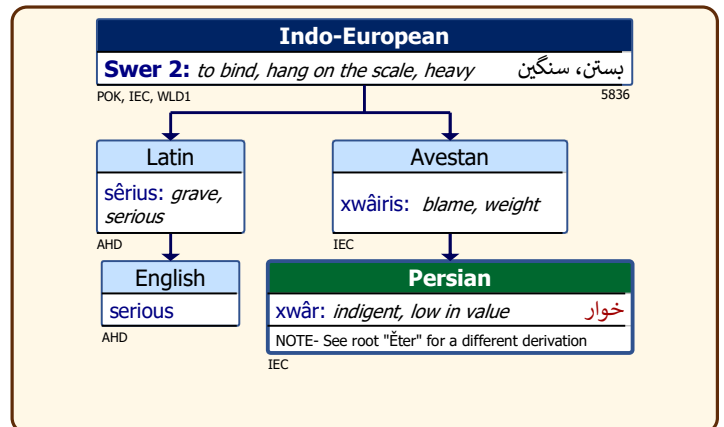 Indo-European
Swer 2: to bind, hang on the scale, heavy بستن، سنگین
POK, IEC, WLD1 5836
Latin
sêrius: grave,
serious
AHD
Avestan
xwâiris: blame, weight
IEC
English
serious
AHD
Persian
xwâr: indigent, low in value خوار
NOTE- See root "Ĕter" for a different derivation
IEC